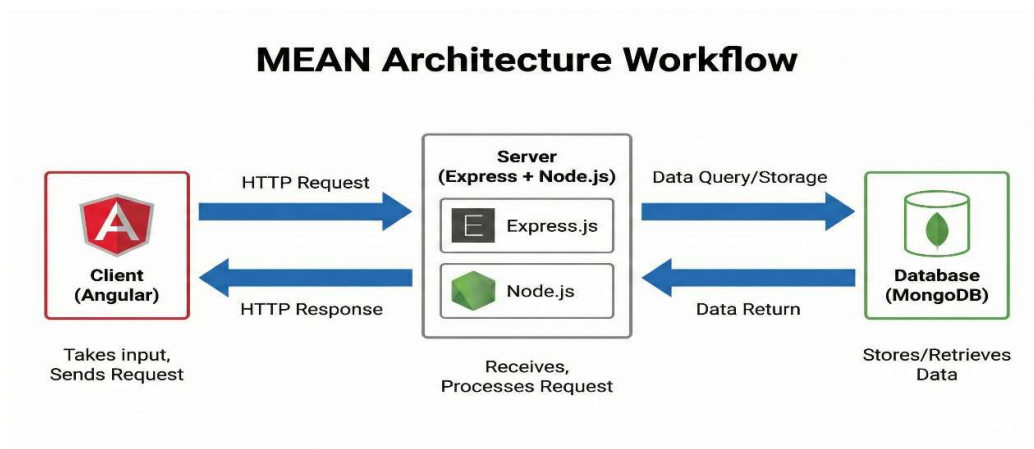 MEAN Architecture Workflow
HTTP Request
Server
(Express + Node.js)
Data Query/Storage
E
Express.js
A
Client
(Angular)
Node.js
Database
(MongoDB)
HTTP Response
Data Return
Takes input,
Sends Request
Receives,
Processes Request
Stores/Retrieves
Data